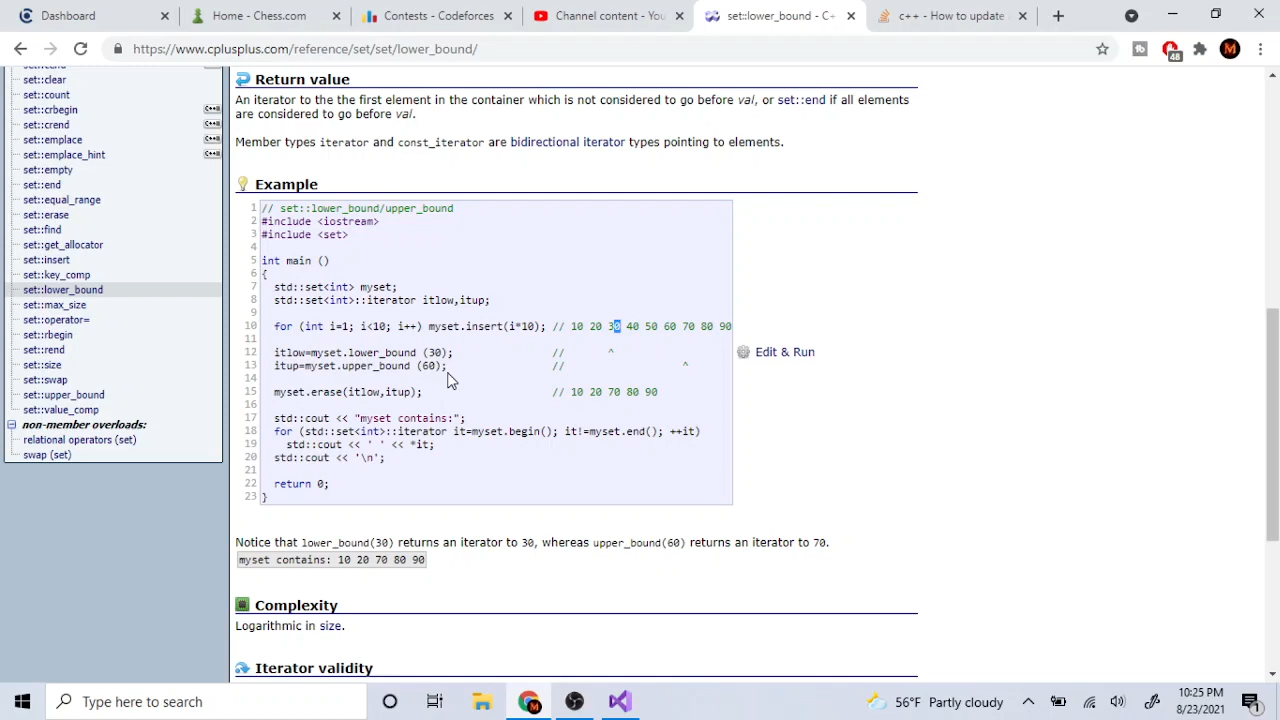 Dashboard
Home - Chess.com
Contests - Codeforces
Channel content - You
set::lower_bound - C+
c++ - How to update
https://www.cplusplus.com/reference/set/set/lower_bound/
48
M
set::clear
set::count
set::crbegin
set::crend
set::emplace
set::emplace_hint
set::empty
set::end
set::equal_range
set::erase
set::find
set::get_allocator
set::insert
set::key_comp
set::lower_bound
set::max_size
set::operator=
set::rbegin
set::rend
set::size
set::swap
set::upper_bound
set::value_comp
non-member overloads:
relational operators (set)
swap (set)
Return value
An iterator to the the first element in the container which is not considered to go before val, or set::end if all elements
are considered to go before val.
Member types iterator and const_iterator are bidirectional iterator types pointing to elements.
Example
1 // set::lower_bound/upper_bound
2 #include <iostream>
3 #include <set>
4
5 int main ()
6 {
7 std::set<int> myset;
8 std::set<int>::iterator itlow,itup;
9
10 for (int i=1; i<10; i++) myset.insert(i*10); // 10 20 30 40 50 60 70 80 90
11
12 itlow=myset.lower_bound (30); // ^
13 itup=myset.upper_bound (60); // ^
14
15 myset.erase(itlow,itup); // 10 20 70 80 90
16
17 std::cout << "myset contains:";
18 for (std::set<int>::iterator it=myset.begin(); it!=myset.end(); ++it)
19 std::cout << ' ' << *it;
20 std::cout << '\n';
21
22 return 0;
23 }
Edit & Run
Notice that lower_bound(30) returns an iterator to 30, whereas upper_bound(60) returns an iterator to 70.
myset contains: 10 20 70 80 90
Complexity
Logarithmic in size.
Iterator validity
Type here to search
56°F Partly cloudy
10:25 PM
8/23/2021
1